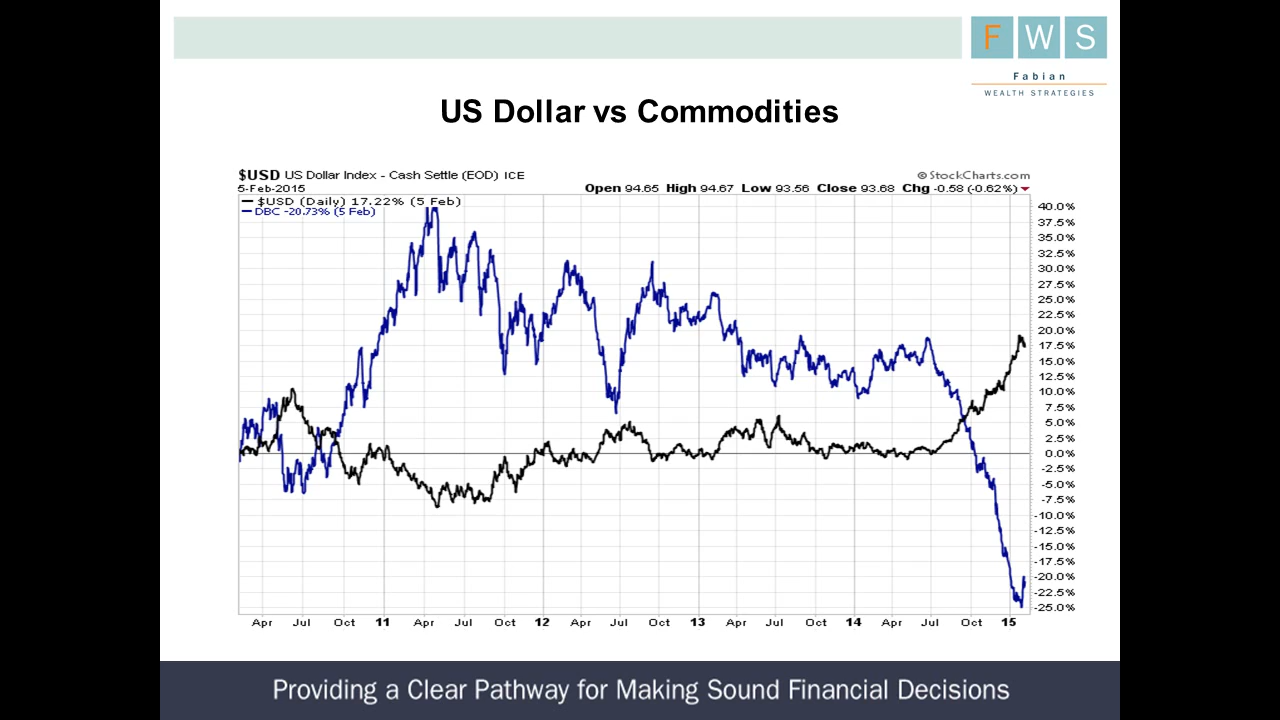 F W S
Fabian
WEALTH STRATEGIES
US Dollar vs Commodities
$USD US Dollar Index - Cash Settle (EOD) ICE
© StockCharts.com
5-Feb-2015
Open 94.65 High 94.67 Low 93.56 Close 93.68 Chg -0.58 (-0.62%)
$USD (Daily) 17.22% (5 Feb)
DBC -20.73% (5 Feb)
40.0%
37.5%
35.0%
32.5%
30.0%
27.5%
25.0%
22.5%
20.0%
17.5%
15.0%
12.5%
10.0%
7.5%
5.0%
2.5%
0.0%
-2.5%
-5.0%
-7.5%
-10.0%
-12.5%
-15.0%
-17.5%
-20.0%
-22.5%
-25.0%
Apr Jul Oct 11 Apr Jul Oct 12 Apr Jul Oct 13 Apr Jul Oct 14 Apr Jul Oct 15
Providing a Clear Pathway for Making Sound Financial Decisions